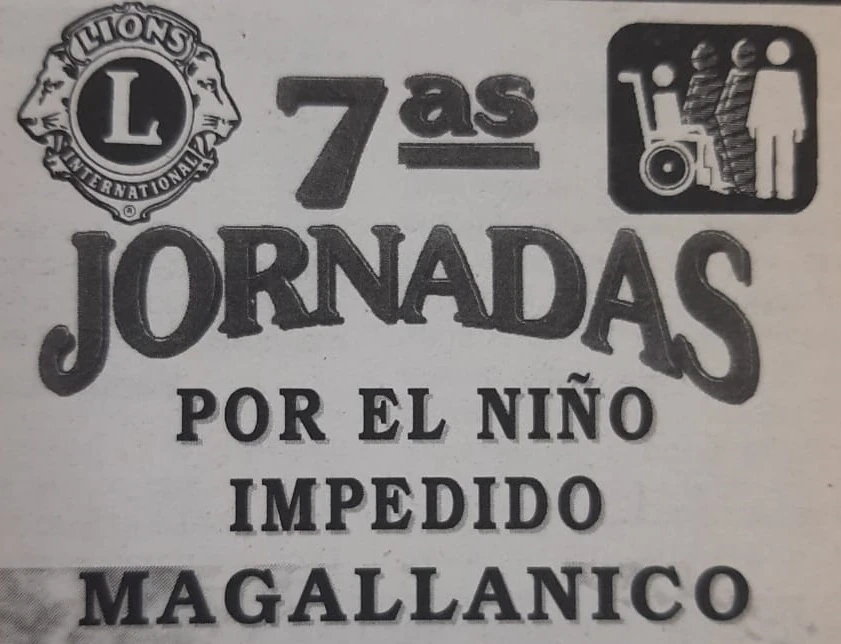 LIONS
L
INTERNATIONAL
®
7as
JORNADAS
POR EL NIÑO
IMPEDIDO
MAGALLANICO